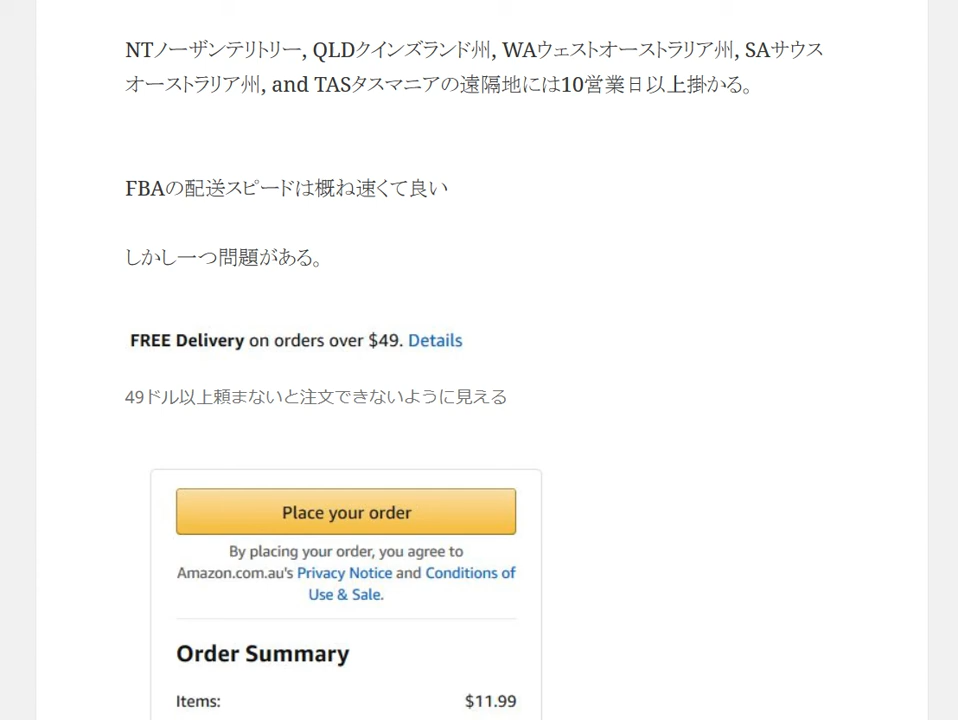 NTノーザンテリトリー, QLDクインズランド州, WAウェストオーストラリア州, SAサウス
オーストラリア州, and TASタスマニアの遠隔地には10営業日以上掛かる。
FBAの配送スピードは概ね速くて良い
しかし一つ問題がある。
FREE Delivery on orders over $49. Details
49ドル以上頼まないと注文できないように見える
Place your order
By placing your order, you agree to
Amazon.com.au's Privacy Notice and Conditions of
Use & Sale.
Order Summary
Items: $11.99